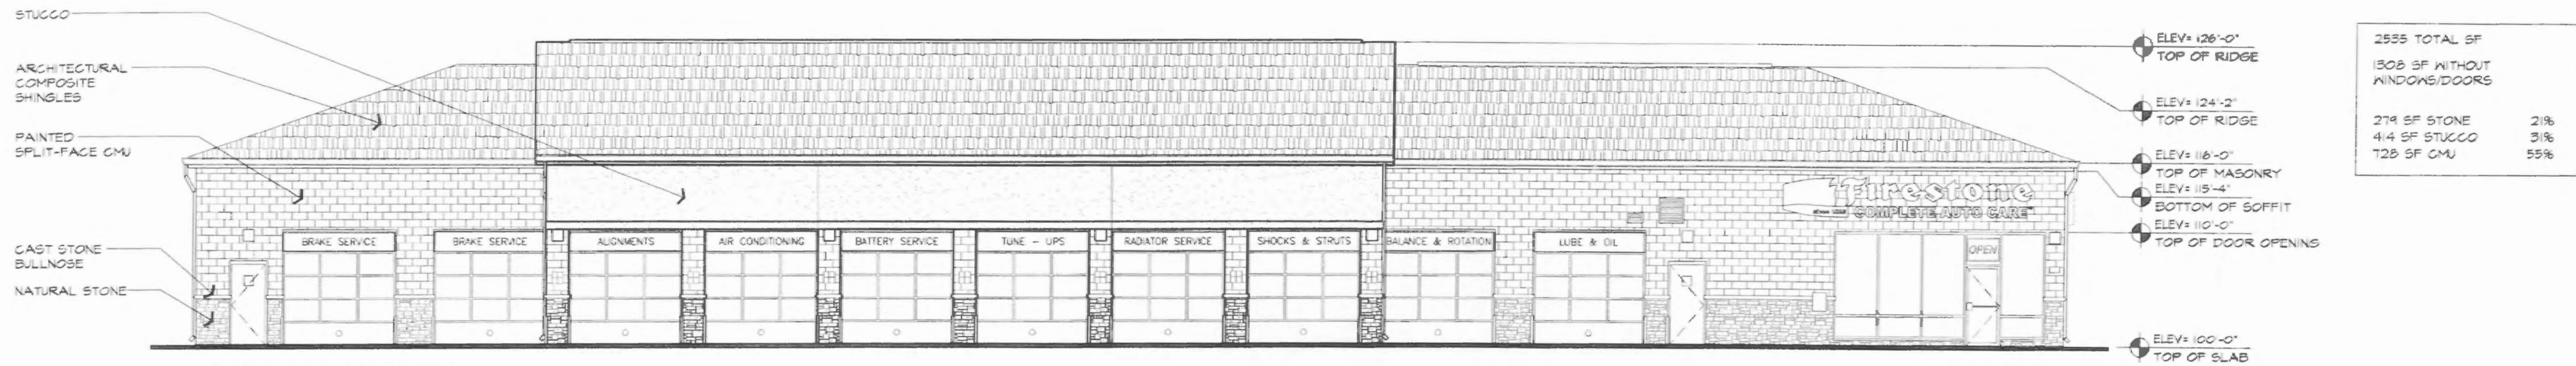 STUCCO
ARCHITECTURAL
COMPOSITE
SHINGLES
PAINTED
SPLIT-FACE CMU
CAST STONE
BULLNOSE
NATURAL STONE
BRAKE SERVICE
BRAKE SERVICE
ALIGNMENTS
AIR CONDITIONING
BATTERY SERVICE
TUNE - UPS
RADIATOR SERVICE
SHOCKS & STRUTS
BALANCE & ROTATION
LUBE & OIL
Firestone
COMPLETE AUTO CARE
OPEN
ELEV= 126'-0"
TOP OF RIDGE
ELEV= 124'-2"
TOP OF RIDGE
ELEV= 116'-0"
TOP OF MASONRY
ELEV= 115'-4"
BOTTOM OF SOFFIT
ELEV= 110'-0"
TOP OF DOOR OPENINGS
ELEV= 100'-0"
TOP OF SLAB
2535 TOTAL SF
1308 SF WITHOUT
WINDOWS/DOORS
279 SF STONE 21%
414 SF STUCCO 31%
728 SF CMU 55%